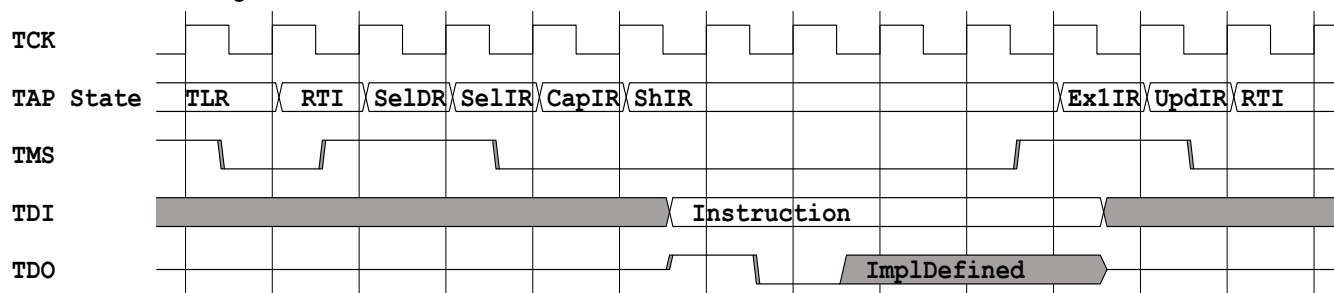 TCK
TAP State TLR RTI SelDR SelIR CapIR ShIR Ex1IR UpdIR RTI
TMS
TDI Instruction
TDO ImplDefined